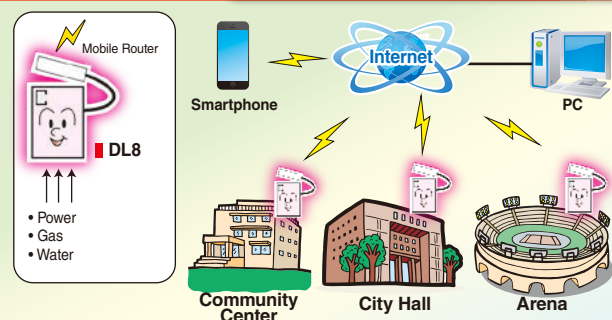 Mobile Router
DL8
• Power
• Gas
• Water
Smartphone
Internet
PC
Community
Center
City Hall
Arena